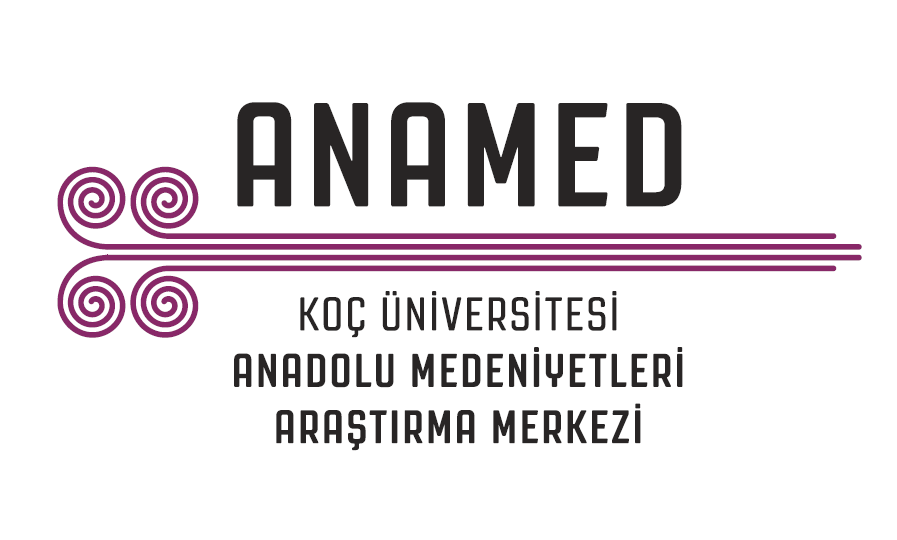 ANAMED
KOÇ ÜNİVERSİTESİ
ANADOLU MEDENİYETLERİ
ARAŞTIRMA MERKEZİ